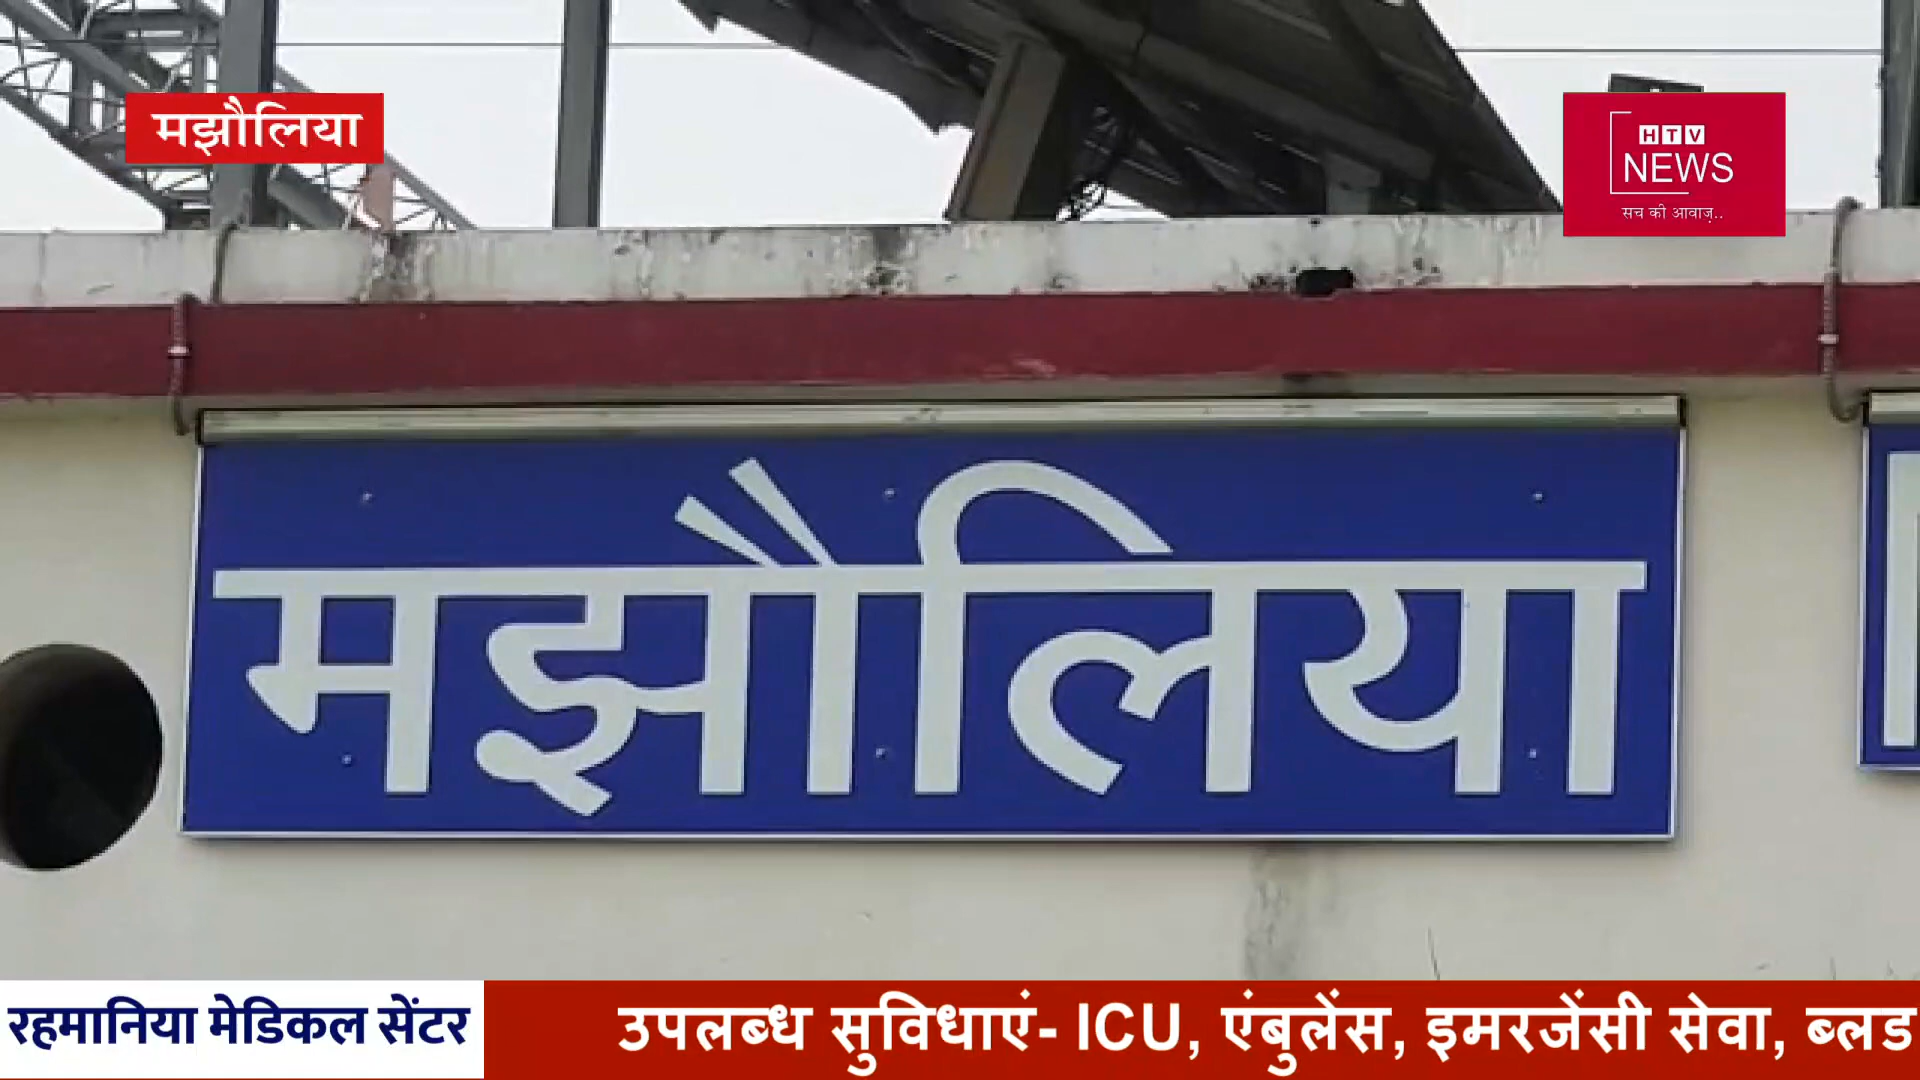 मझौलिया
HTV
NEWS
सच की आवाज़..
मझौलिया
रहमानिया मेडिकल सेंटर
उपलब्ध सुविधाएं- ICU, एंबुलेंस, इमरजेंसी सेवा, ब्लड